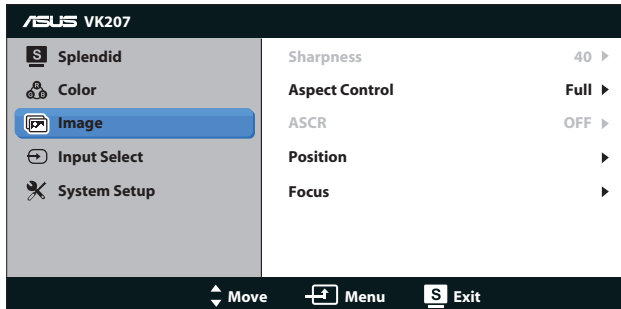 ASUS VK207
S Splendid
Color
Image
Input Select
System Setup
Sharpness 40
Aspect Control Full
ASCR OFF
Position
Focus
Move Menu S Exit